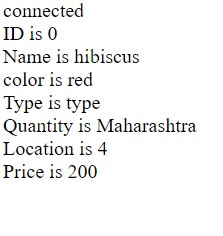 connected
ID is 0
Name is hibiscus
color is red
Type is type
Quantity is Maharashtra
Location is 4
Price is 200